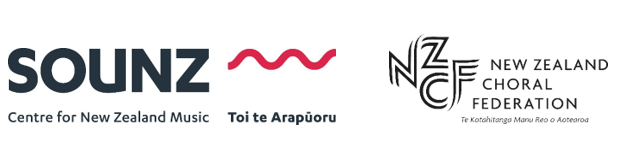 SOUNZ
Centre for New Zealand Music
Toi te Arapūoru
NZCF
NEW ZEALAND
CHORAL
FEDERATION
Te Kotahitanga Manu Reo o Aotearoa